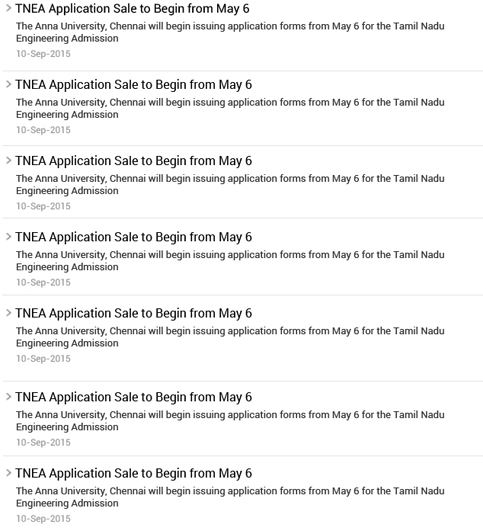 TNEA Application Sale to Begin from May 6
The Anna University, Chennai will begin issuing application forms from May 6 for the Tamil Nadu
Engineering Admission
10-Sep-2015
TNEA Application Sale to Begin from May 6
The Anna University, Chennai will begin issuing application forms from May 6 for the Tamil Nadu
Engineering Admission
10-Sep-2015
TNEA Application Sale to Begin from May 6
The Anna University, Chennai will begin issuing application forms from May 6 for the Tamil Nadu
Engineering Admission
10-Sep-2015
TNEA Application Sale to Begin from May 6
The Anna University, Chennai will begin issuing application forms from May 6 for the Tamil Nadu
Engineering Admission
10-Sep-2015
TNEA Application Sale to Begin from May 6
The Anna University, Chennai will begin issuing application forms from May 6 for the Tamil Nadu
Engineering Admission
10-Sep-2015
TNEA Application Sale to Begin from May 6
The Anna University, Chennai will begin issuing application forms from May 6 for the Tamil Nadu
Engineering Admission
10-Sep-2015
TNEA Application Sale to Begin from May 6
The Anna University, Chennai will begin issuing application forms from May 6 for the Tamil Nadu
Engineering Admission
10-Sep-2015